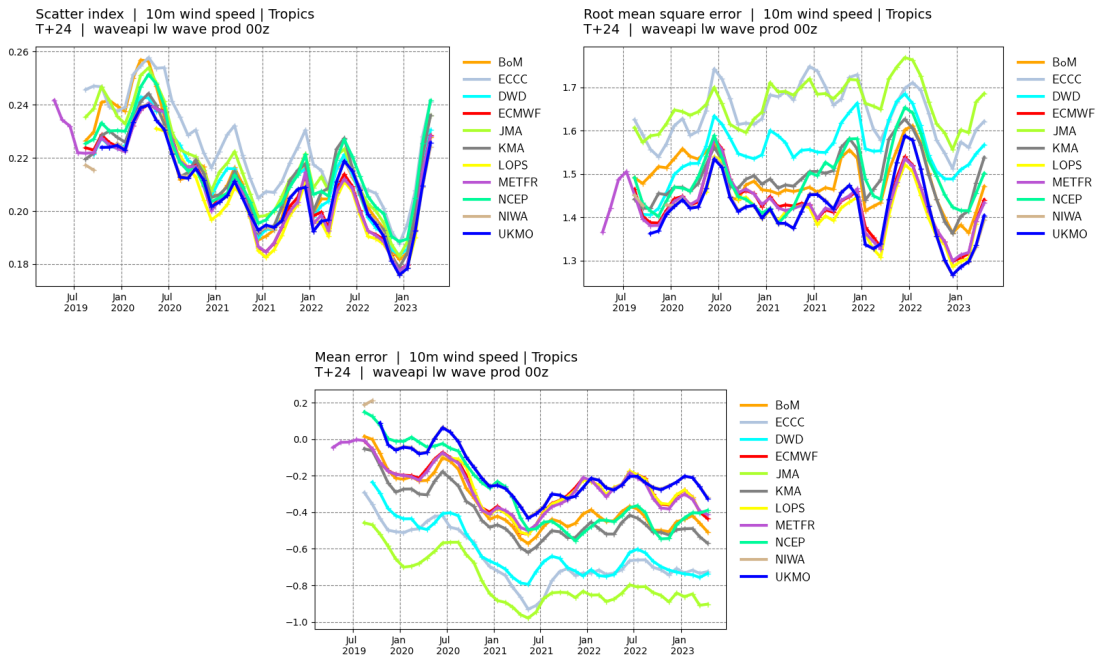 Scatter index | 10m wind speed | Tropics
T+24 | waveapi lw wave prod 00z
0.26
0.24
0.22
0.20
0.18
Jul 2019
Jan 2020
Jul 2020
Jan 2021
Jul 2021
Jan 2022
Jul 2022
Jan 2023
BoM
ECCC
DWD
ECMWF
JMA
KMA
LOPS
METFR
NCEP
NIWA
UKMO
Root mean square error | 10m wind speed | Tropics
T+24 | waveapi lw wave prod 00z
1.7
1.6
1.5
1.4
1.3
Jul 2019
Jan 2020
Jul 2020
Jan 2021
Jul 2021
Jan 2022
Jul 2022
Jan 2023
BoM
ECCC
DWD
ECMWF
JMA
KMA
LOPS
METFR
NCEP
NIWA
UKMO
Mean error | 10m wind speed | Tropics
T+24 | waveapi lw wave prod 00z
0.2
0.0
−0.2
−0.4
−0.6
−0.8
−1.0
Jul 2019
Jan 2020
Jul 2020
Jan 2021
Jul 2021
Jan 2022
Jul 2022
Jan 2023
BoM
ECCC
DWD
ECMWF
JMA
KMA
LOPS
METFR
NCEP
NIWA
UKMO